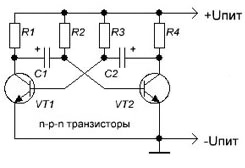 +Uпит
R1 R2 R3 R4
+ +
C1 C2
VT1 VT2
n-p-n транзисторы
-Uпит